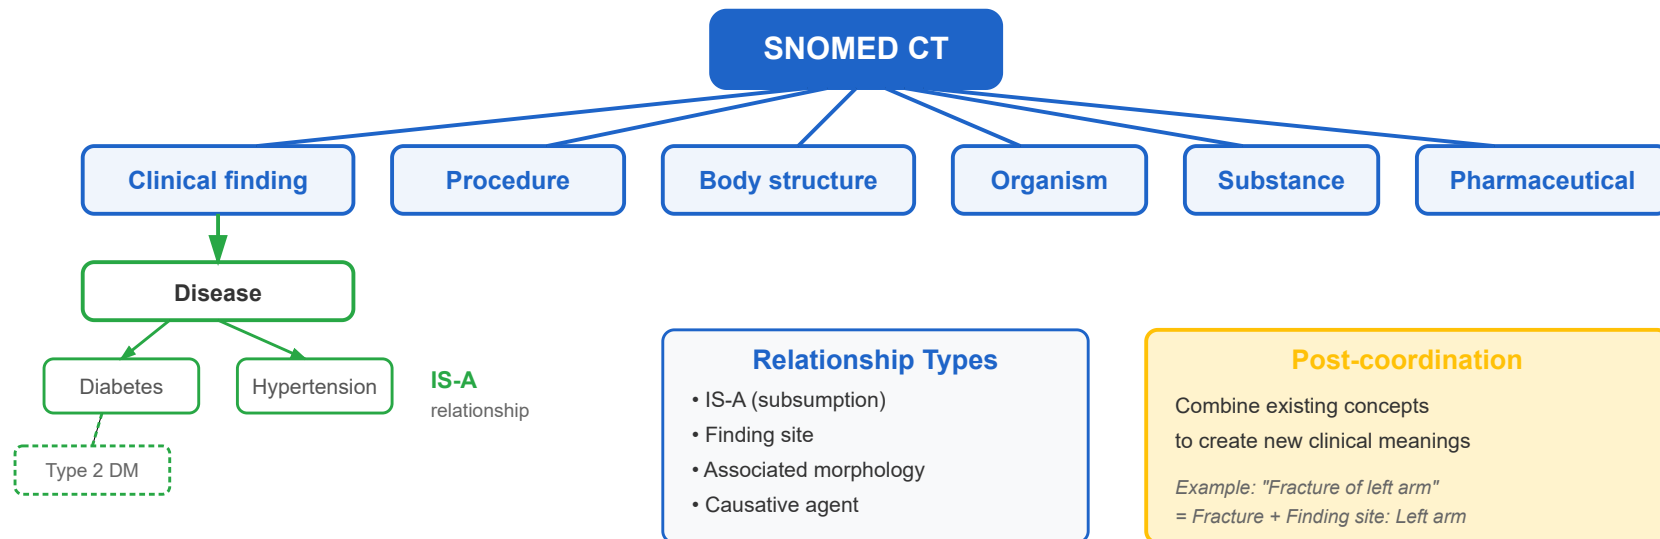 SNOMED CT
Clinical finding
Procedure
Body structure
Organism
Substance
Pharmaceutical
Disease
Diabetes
Hypertension
IS-A
relationship
Type 2 DM
Relationship Types
• IS-A (subsumption)
• Finding site
• Associated morphology
• Causative agent
Post-coordination
Combine existing concepts
to create new clinical meanings
Example: "Fracture of left arm"
= Fracture + Finding site: Left arm